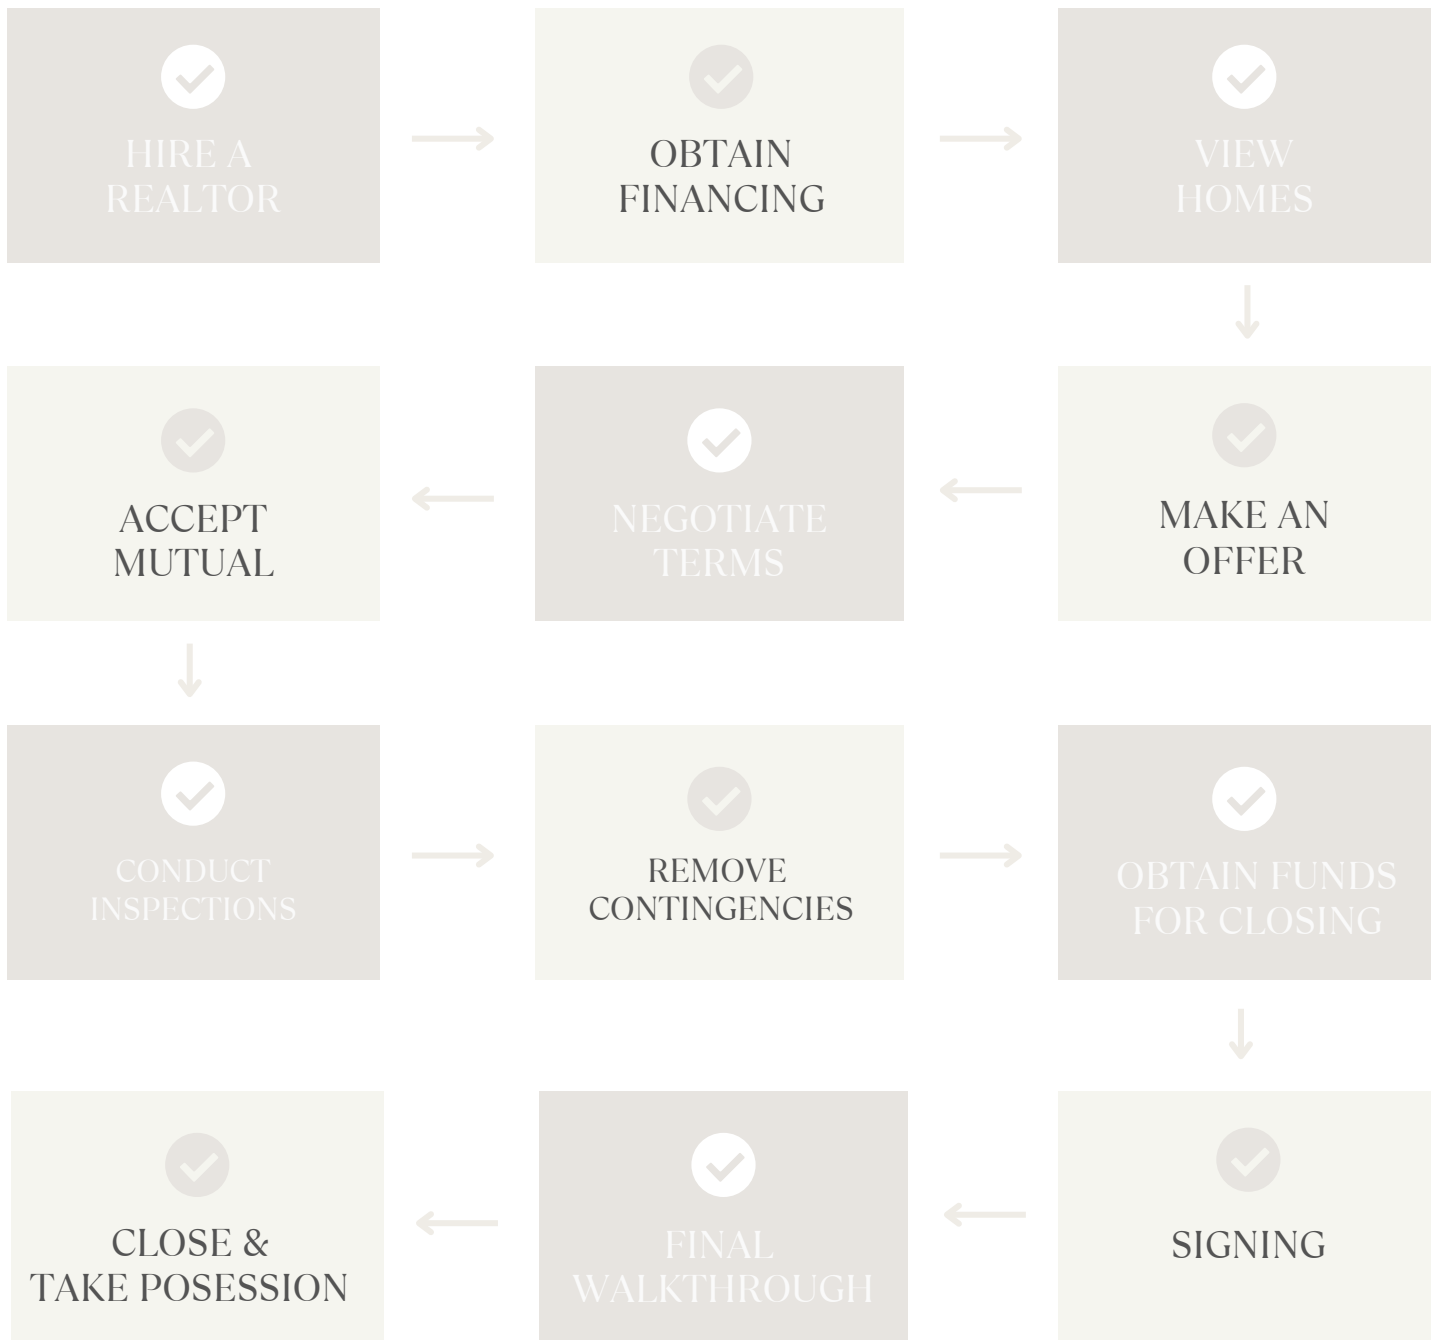 HIRE A
REALTOR
OBTAIN
FINANCING
VIEW
HOMES
MAKE AN
OFFER
NEGOTIATE
TERMS
ACCEPT
MUTUAL
CONDUCT
INSPECTIONS
REMOVE
CONTINGENCIES
OBTAIN FUNDS
FOR CLOSING
SIGNING
FINAL
WALKTHROUGH
CLOSE &
TAKE POSESSION